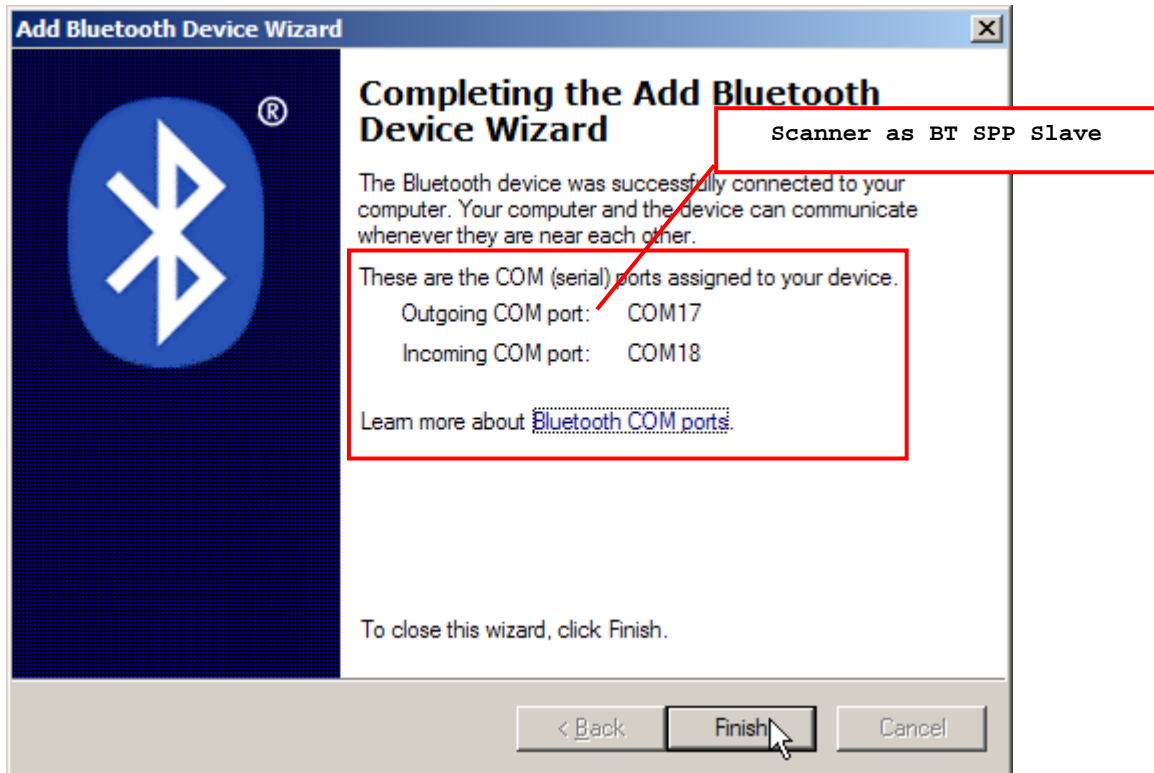 Add Bluetooth Device Wizard
®
Completing the Add Bluetooth
Device Wizard
Scanner as BT SPP Slave
The Bluetooth device was successfully connected to your
computer. Your computer and the device can communicate
whenever they are near each other.
These are the COM (serial) ports assigned to your device.
Outgoing COM port: COM17
Incoming COM port: COM18
Learn more about Bluetooth COM ports.
To close this wizard, click Finish.
< Back Finish Cancel